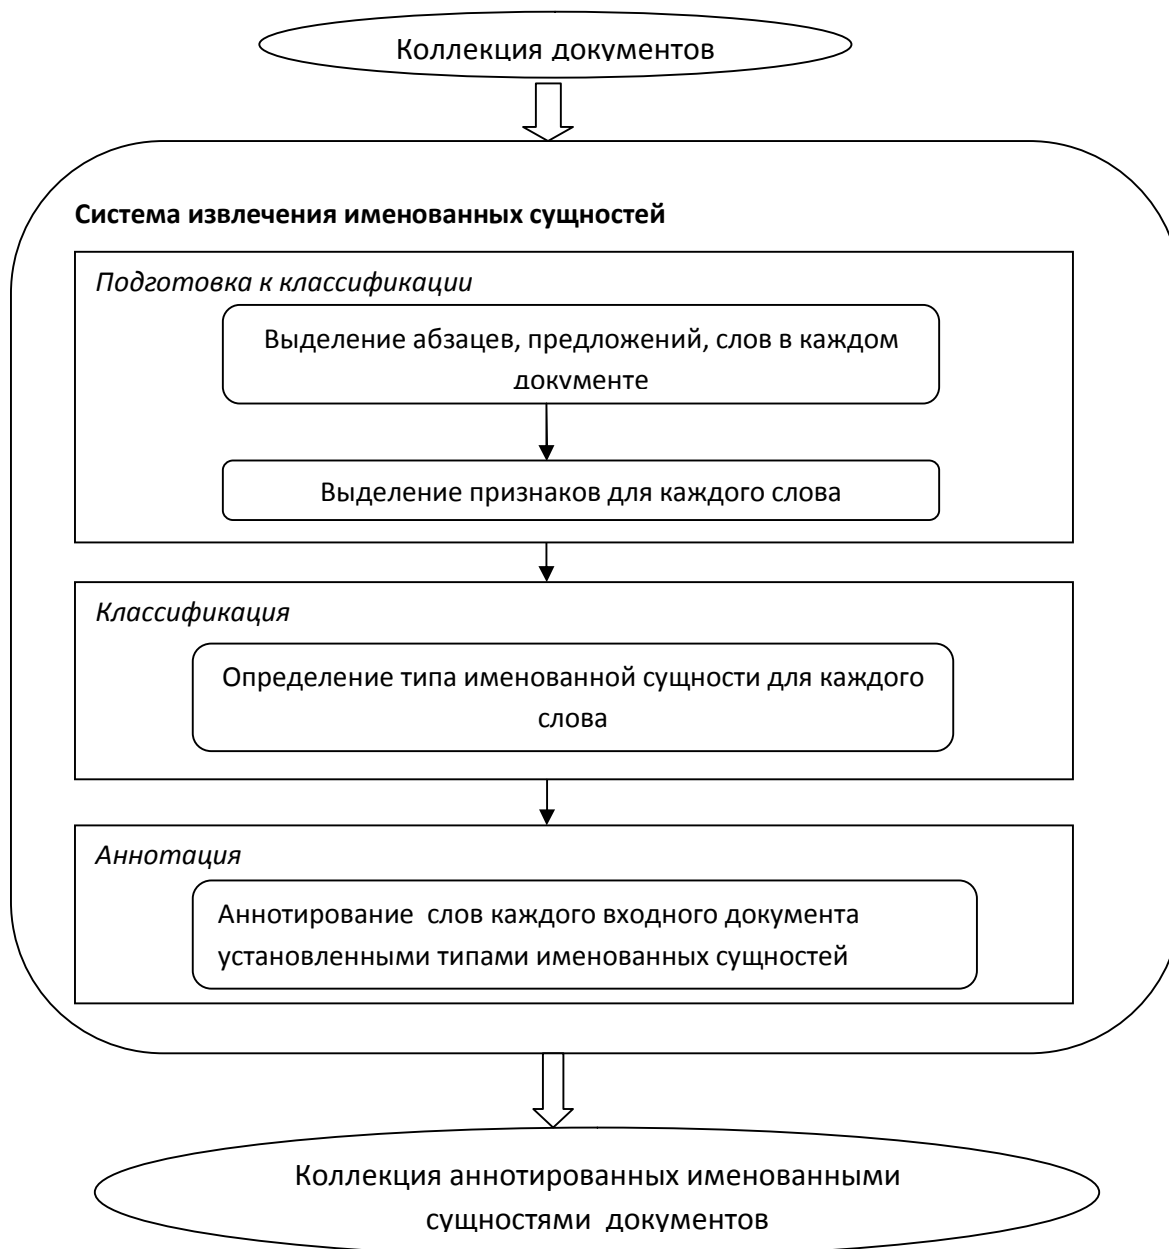 Коллекция документов
Система извлечения именованных сущностей
Подготовка к классификации
Выделение абзацев, предложений, слов в каждом
документе
Выделение признаков для каждого слова
Классификация
Определение типа именованной сущности для каждого
слова
Аннотация
Аннотирование слов каждого входного документа
установленными типами именованных сущностей
Коллекция аннотированных именованными
сущностями документов